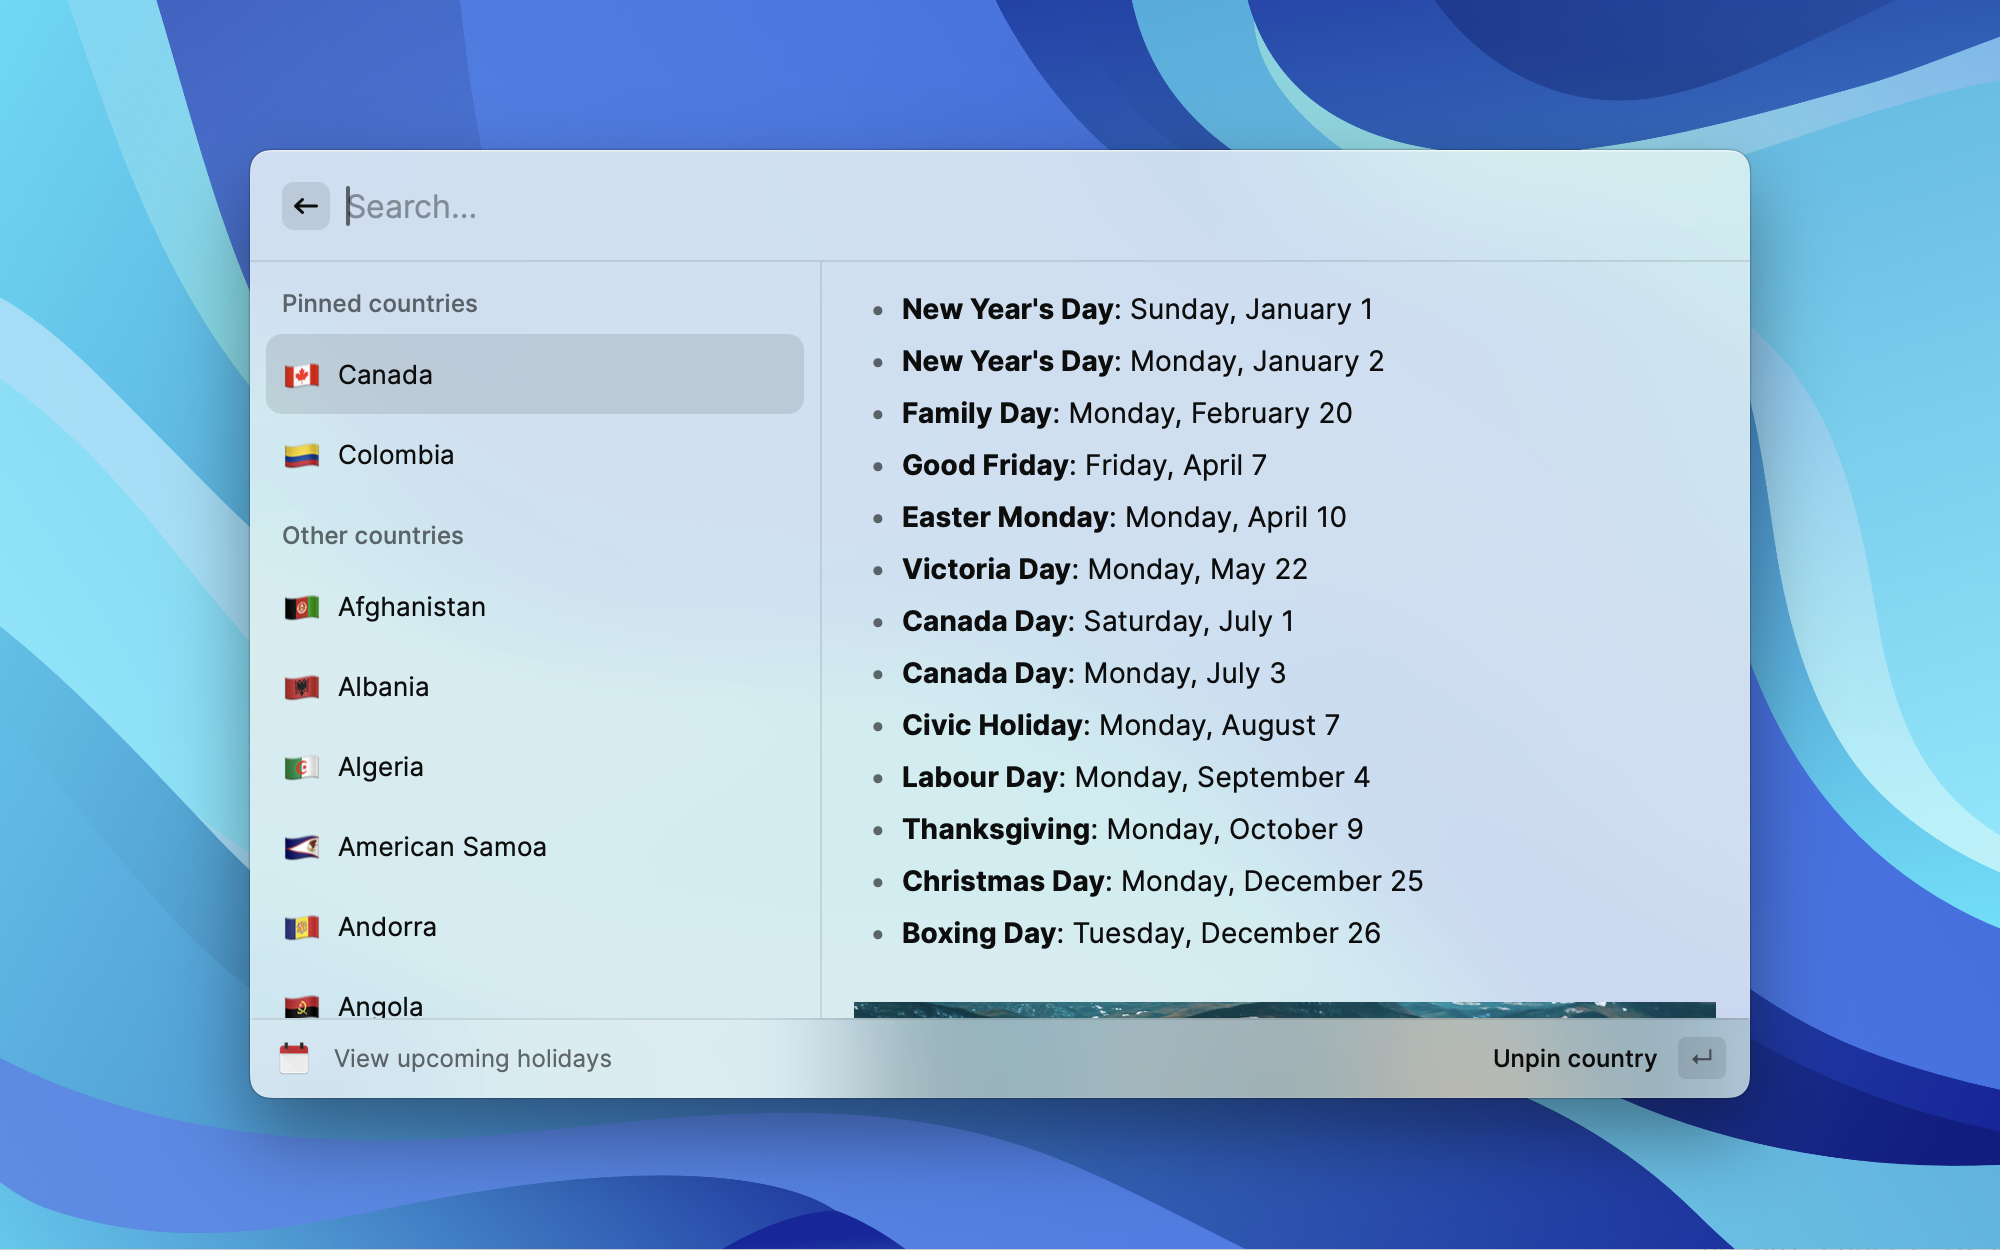 Search...
Pinned countries
Canada
Colombia
Other countries
Afghanistan
Albania
Algeria
American Samoa
Andorra
Angola
New Year's Day: Sunday, January 1
New Year's Day: Monday, January 2
Family Day: Monday, February 20
Good Friday: Friday, April 7
Easter Monday: Monday, April 10
Victoria Day: Monday, May 22
Canada Day: Saturday, July 1
Canada Day: Monday, July 3
Civic Holiday: Monday, August 7
Labour Day: Monday, September 4
Thanksgiving: Monday, October 9
Christmas Day: Monday, December 25
Boxing Day: Tuesday, December 26
View upcoming holidays
Unpin country